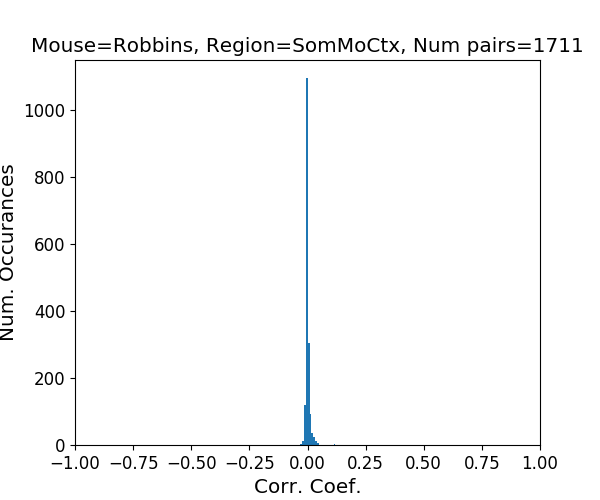 Mouse=Robbins, Region=SomMoCtx, Num pairs=1711
Num. Occurances
1000
800
600
400
200
0
−1.00 −0.75 −0.50 −0.25 0.00 0.25 0.50 0.75 1.00
Corr. Coef.